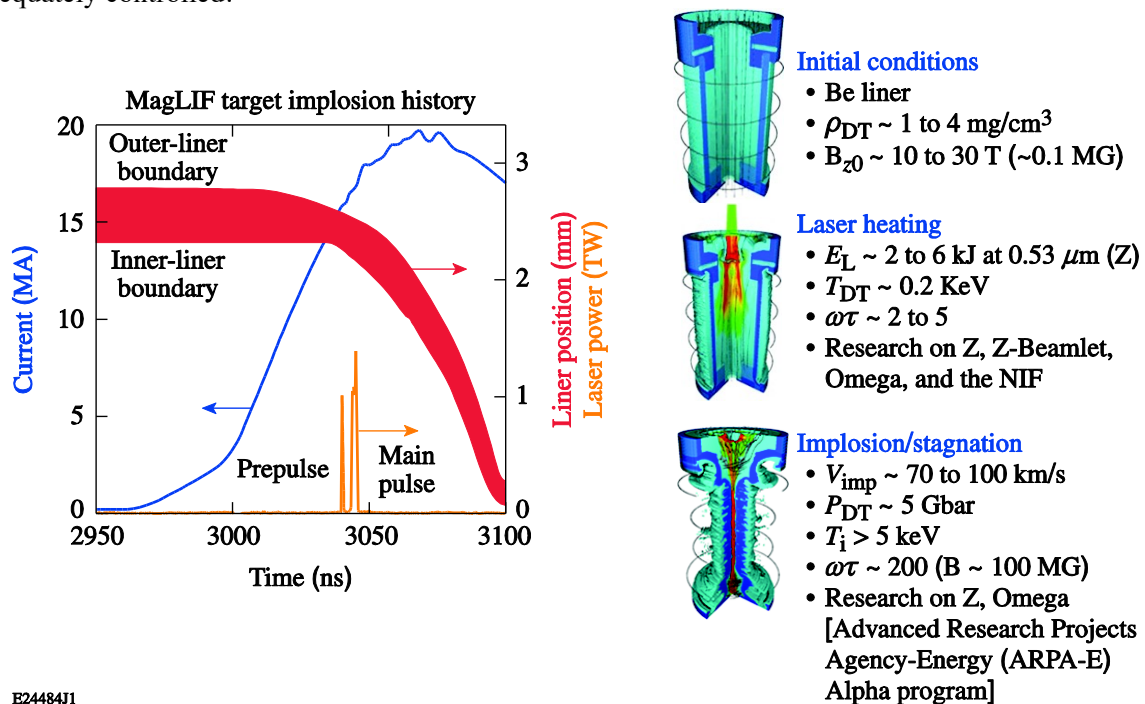 equately controlled.
MagLIF target implosion history
20
15
10
5
0
Current (MA)
Outer-liner
boundary
Inner-liner
boundary
Prepulse
Main
pulse
3
2
1
0
Liner position (mm)
Laser power (TW)
2950 3000 3050 3100
Time (ns)
Initial conditions
• Be liner
• ρDT ~ 1 to 4 mg/cm³
• Bz0 ~ 10 to 30 T (~0.1 MG)
Laser heating
• EL ~ 2 to 6 kJ at 0.53 μm (Z)
• TDT ~ 0.2 KeV
• ωτ ~ 2 to 5
• Research on Z, Z-Beamlet,
Omega, and the NIF
Implosion/stagnation
• Vimp ~ 70 to 100 km/s
• PDT ~ 5 Gbar
• Ti > 5 keV
• ωτ ~ 200 (B ~ 100 MG)
• Research on Z, Omega
[Advanced Research Projects
Agency-Energy (ARPA-E)
Alpha program]
E24484J1